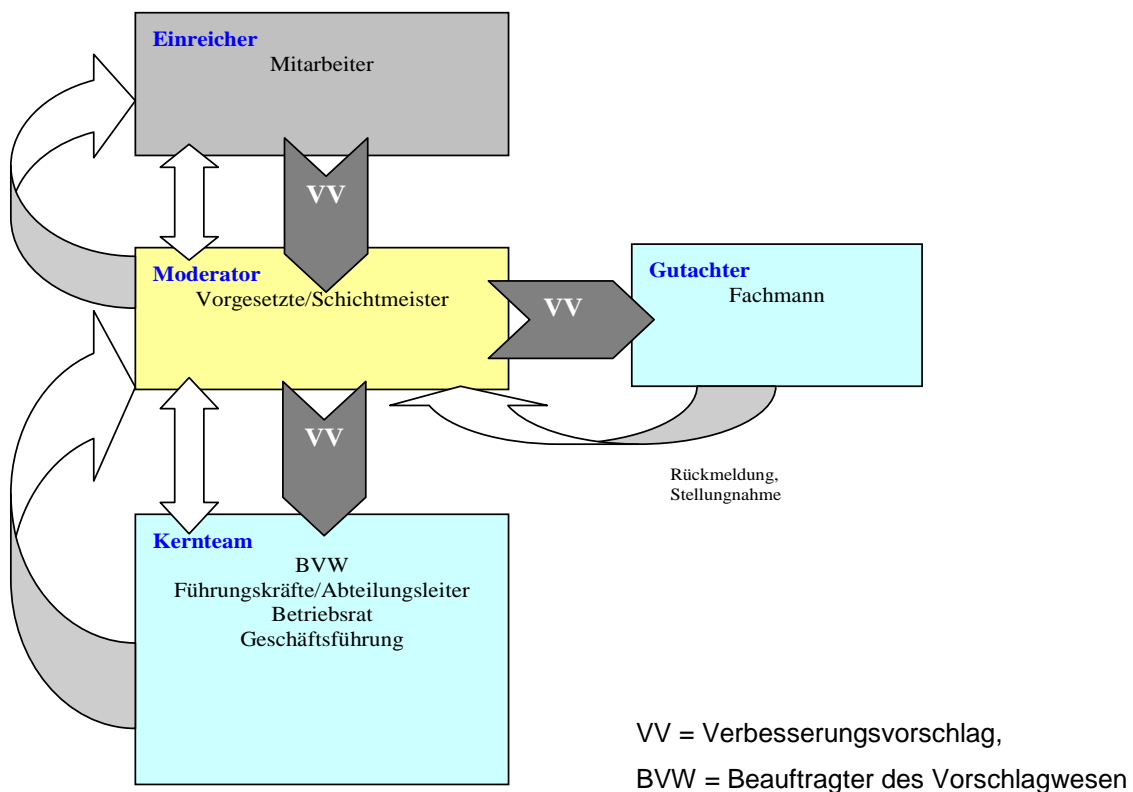 Einreicher
Mitarbeiter
VV
Moderator
Vorgesetzte/Schichtmeister
VV
Gutachter
Fachmann
VV
Rückmeldung,
Stellungnahme
Kernteam
BVW
Führungskräfte/Abteilungsleiter
Betriebsrat
Geschäftsführung
VV = Verbesserungsvorschlag,
BVW = Beauftragter des Vorschlagwesen